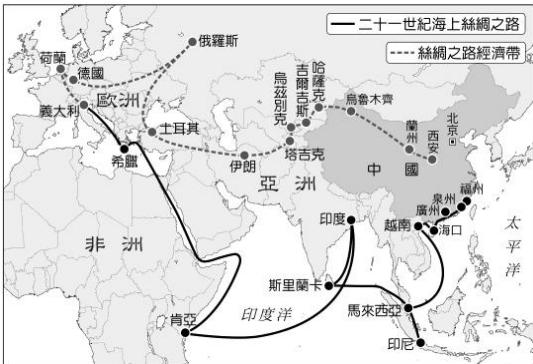 二十一世紀海上絲綢之路
絲綢之路經濟帶
俄羅斯
荷蘭
德國
歐洲
義大利
希臘
土耳其
伊朗
烏茲別克
吉爾吉斯
哈薩克
塔吉克
烏魯木齊
蘭州
西安
北京
中國
亞洲
非洲
福州
泉州
廣州
海口
越南
太平洋
印度
斯里蘭卡
馬來西亞
印尼
印度洋
肯亞